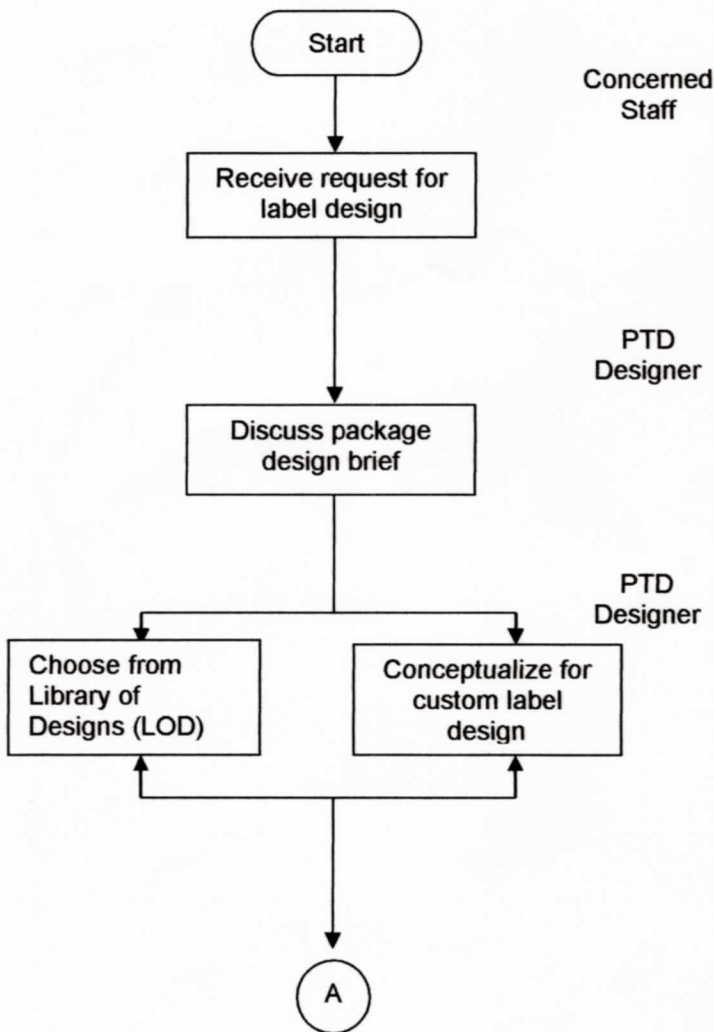 Start
Concerned
Staff
Receive request for
label design
PTD
Designer
Discuss package
design brief
PTD
Designer
Choose from
Library of
Designs (LOD)
Conceptualize for
custom label
design
A